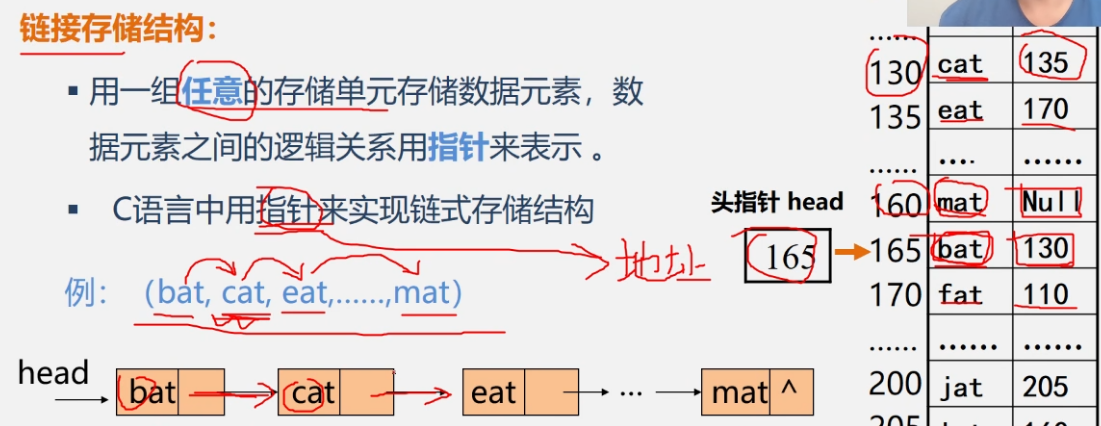 链接存储结构:
▪ 用一组任意的存储单元存储数据元素，数
据元素之间的逻辑关系用指针来表示 。
▪ C语言中用指针来实现链式存储结构
地址
例: (bat, cat, eat,……,mat)
head
bat
cat
eat
...
mat ^
头指针 head
165
……
130 cat 135
135 eat 170
…… …. ……
160 mat Null
165 bat 130
170 fat 110
…… …… ……
200 jat 205
205